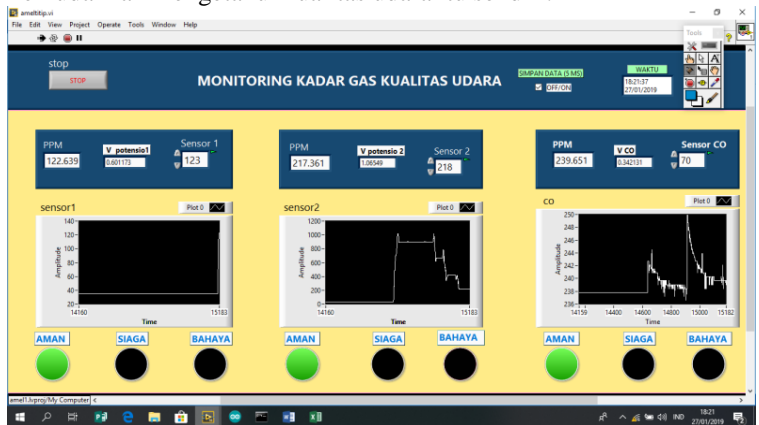 ameltitip.vi
File Edit View Project Operate Tools Window Help
Tools
stop
STOP
MONITORING KADAR GAS KUALITAS UDARA
SIMPAN DATA (5 MS)
OFF/ON
WAKTU
18:21:37
27/01/2019
PPM
122.639
V potensio1
0.601173
Sensor 1
123
PPM
217.361
V potensio 2
1.06549
Sensor 2
218
PPM
239.651
V CO
0.342131
Sensor CO
70
sensor1
Plot 0
140-
120-
100-
80-
60-
40-
20-
Amplitude
14160
15183
Time
sensor2
Plot 0
1200-
1000-
800-
600-
400-
200-
0-
Amplitude
14160
15183
Time
co
Plot 0
250-
248-
246-
244-
242-
240-
238-
236-
Amplitude
14159 14400 14600 14800 15000 15182
Time
AMAN SIAGA BAHAYA
AMAN SIAGA BAHAYA
AMAN SIAGA BAHAYA
amel1.lvproj/My Computer
IND
18:21
27/01/2019